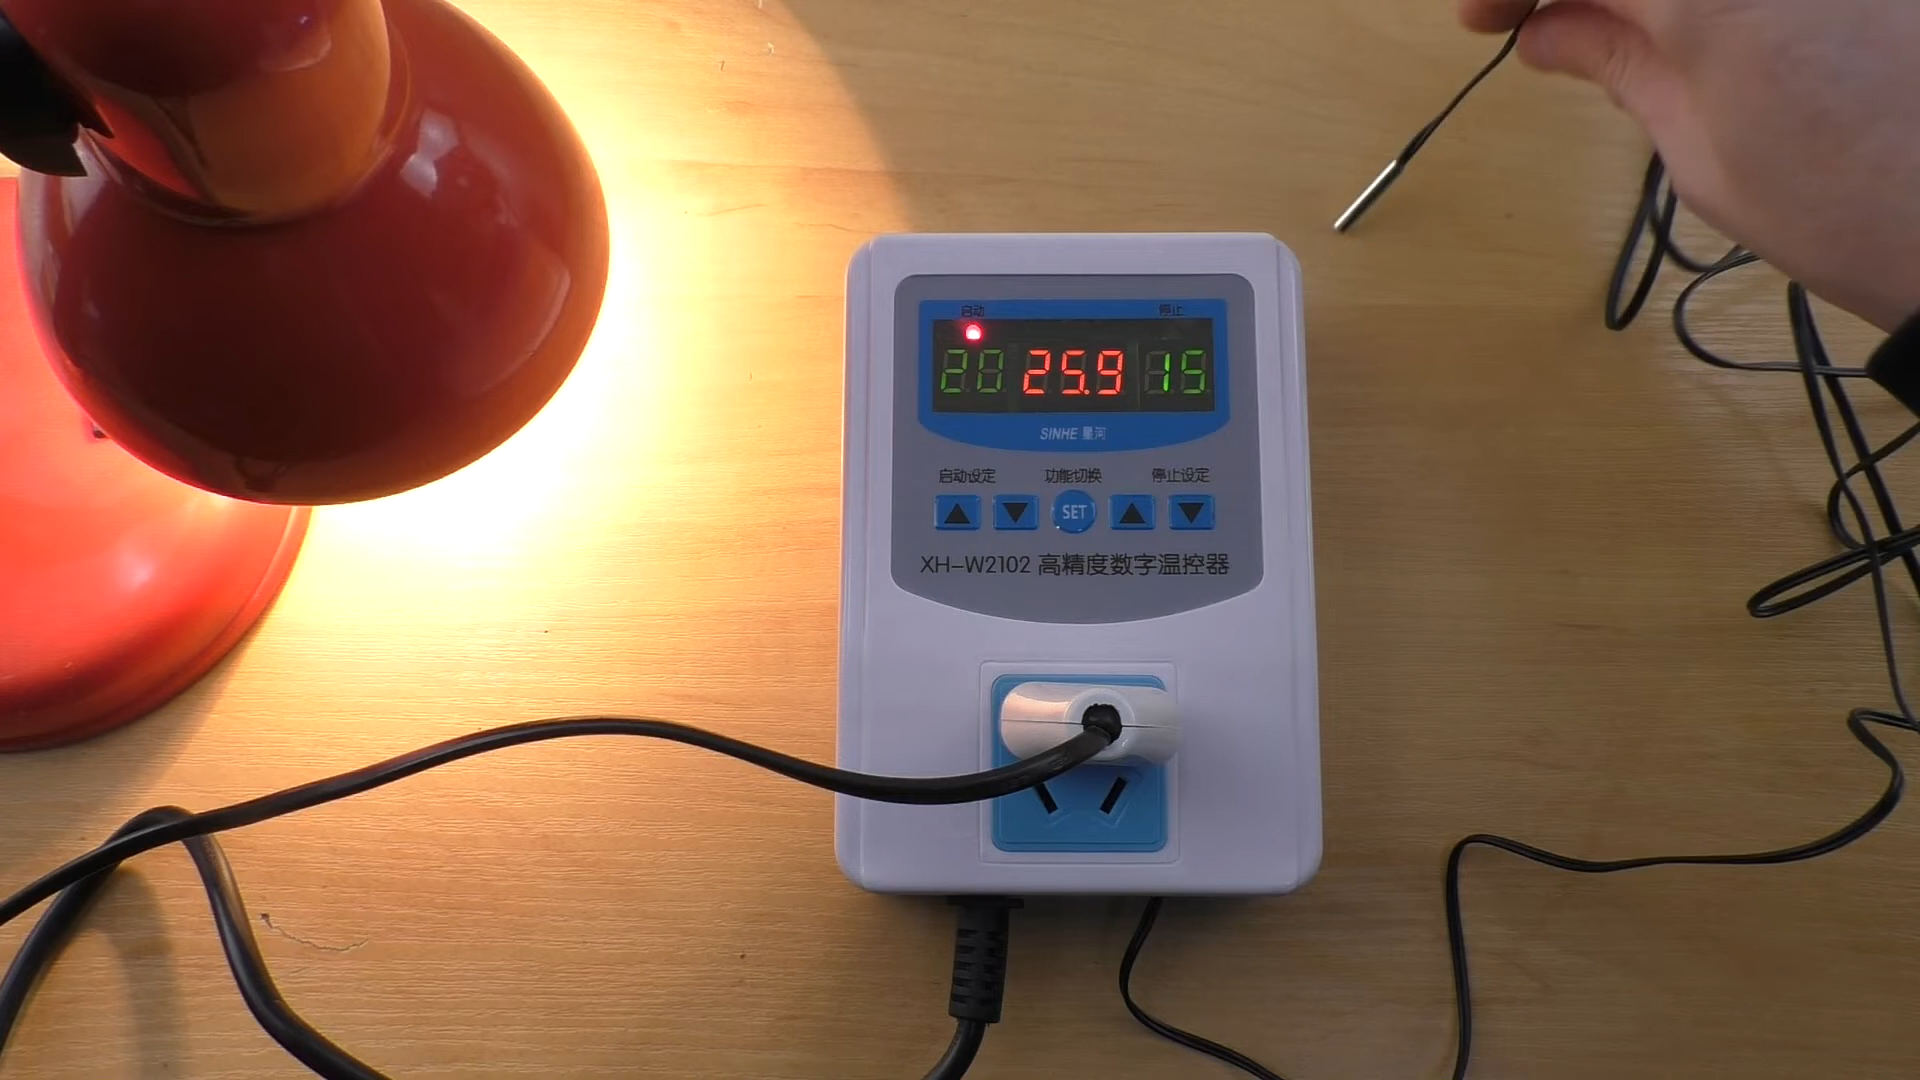 启动 停止
20 25.9 15
SINHE 星河
启动设定 功能切换 停止设定
SET
XH-W2102 高精度数字温控器